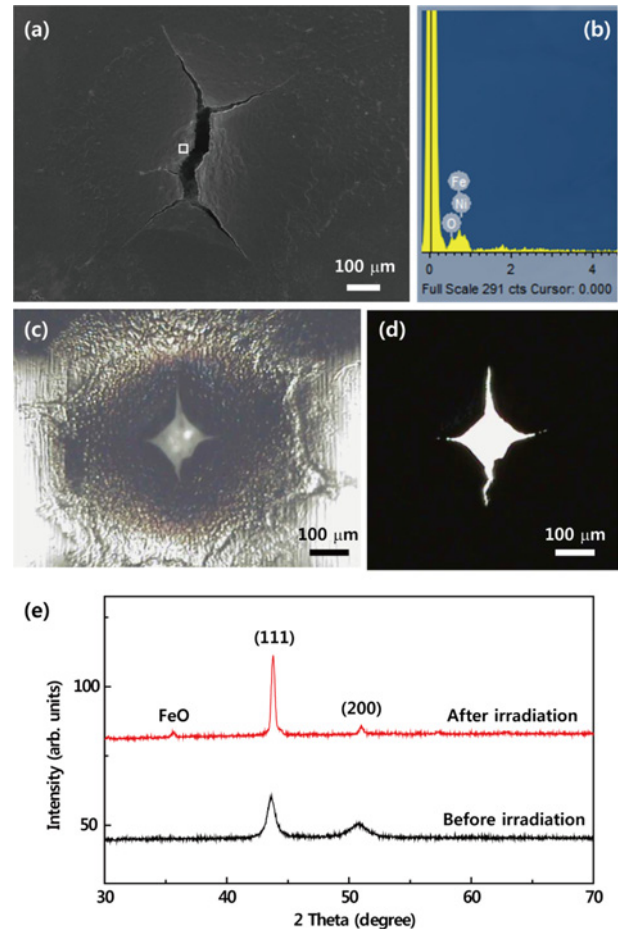 (a)
100 μm
(b)
Fe
Ni
O
0 2 4
Full Scale 291 cts Cursor: 0.000
(c)
100 μm
(d)
100 μm
(e)
(111)
FeO
(200)
After irradiation
Before irradiation
100
50
Intensity (arb. units)
30 40 50 60 70
2 Theta (degree)